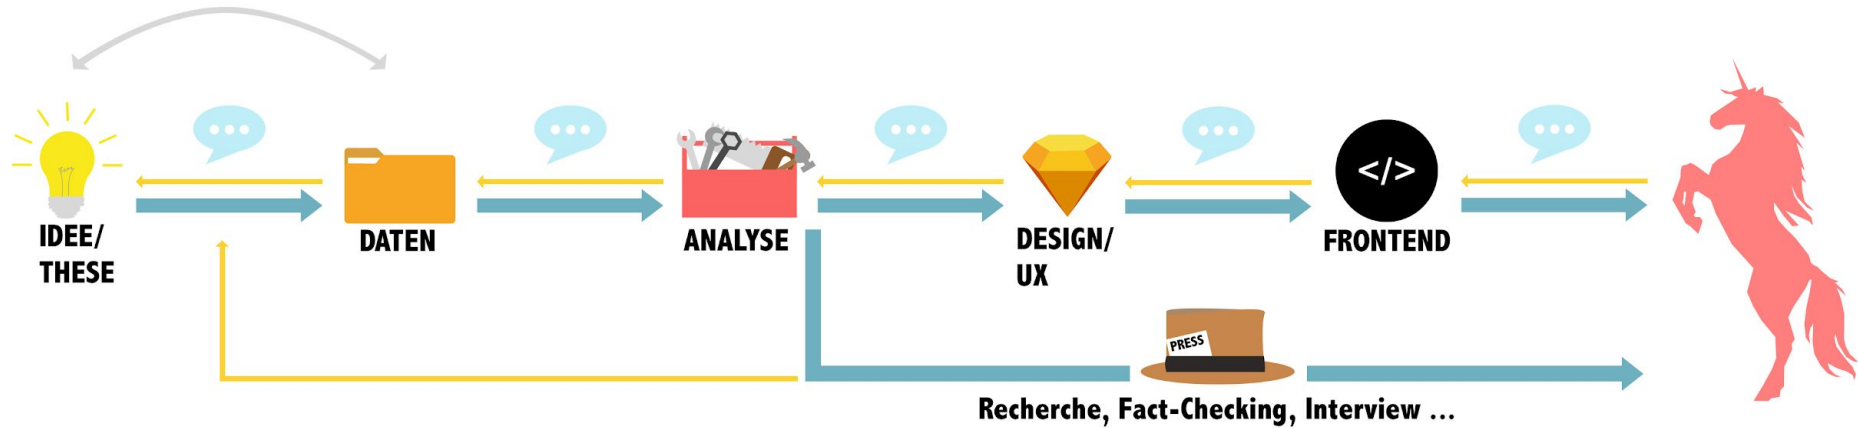 IDEE/
THESE
DATEN
ANALYSE
DESIGN/
UX
</>
FRONTEND
PRESS
Recherche, Fact-Checking, Interview ...